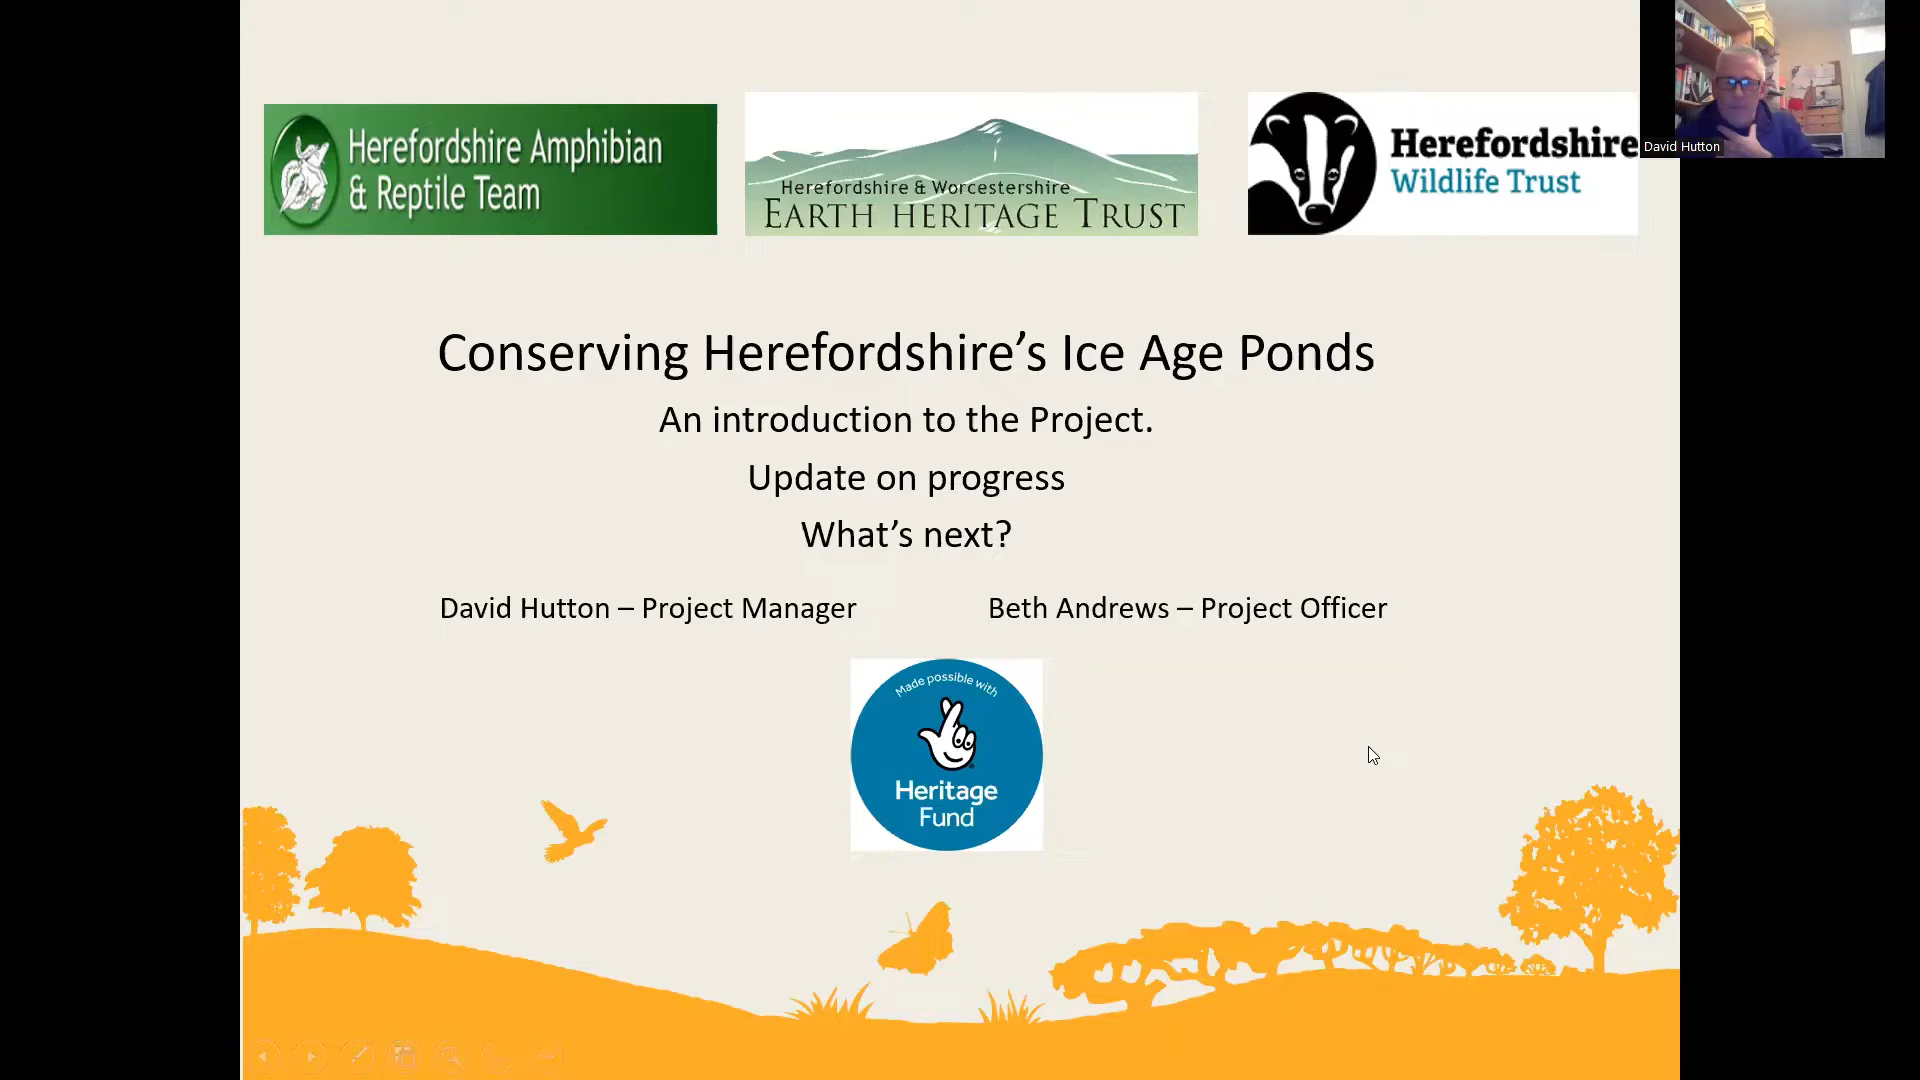 Herefordshire Amphibian
& Reptile Team
Herefordshire & Worcestershire
EARTH HERITAGE TRUST
Herefordshire
Wildlife Trust
David Hutton
Conserving Herefordshire’s Ice Age Ponds
An introduction to the Project.
Update on progress
What’s next?
David Hutton – Project Manager
Beth Andrews – Project Officer
Made possible with
Heritage
Fund